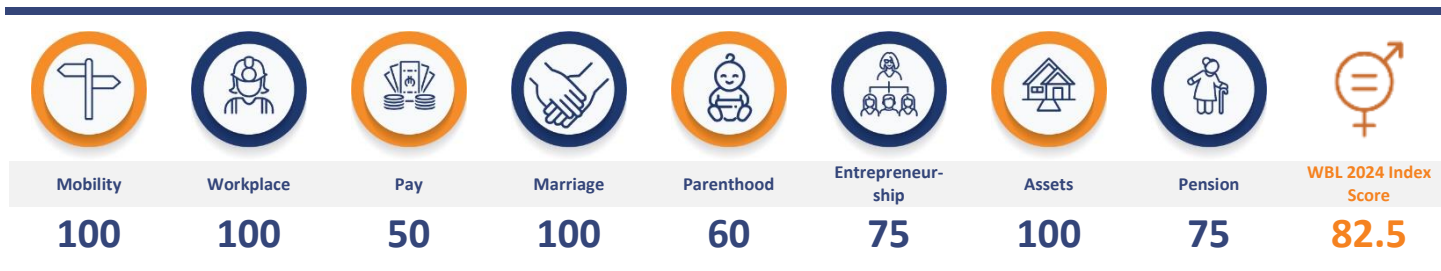 Mobility
Workplace
Pay
Marriage
Parenthood
Entrepreneur-
ship
Assets
Pension
WBL 2024 Index
Score
100
100
50
100
60
75
100
75
82.5